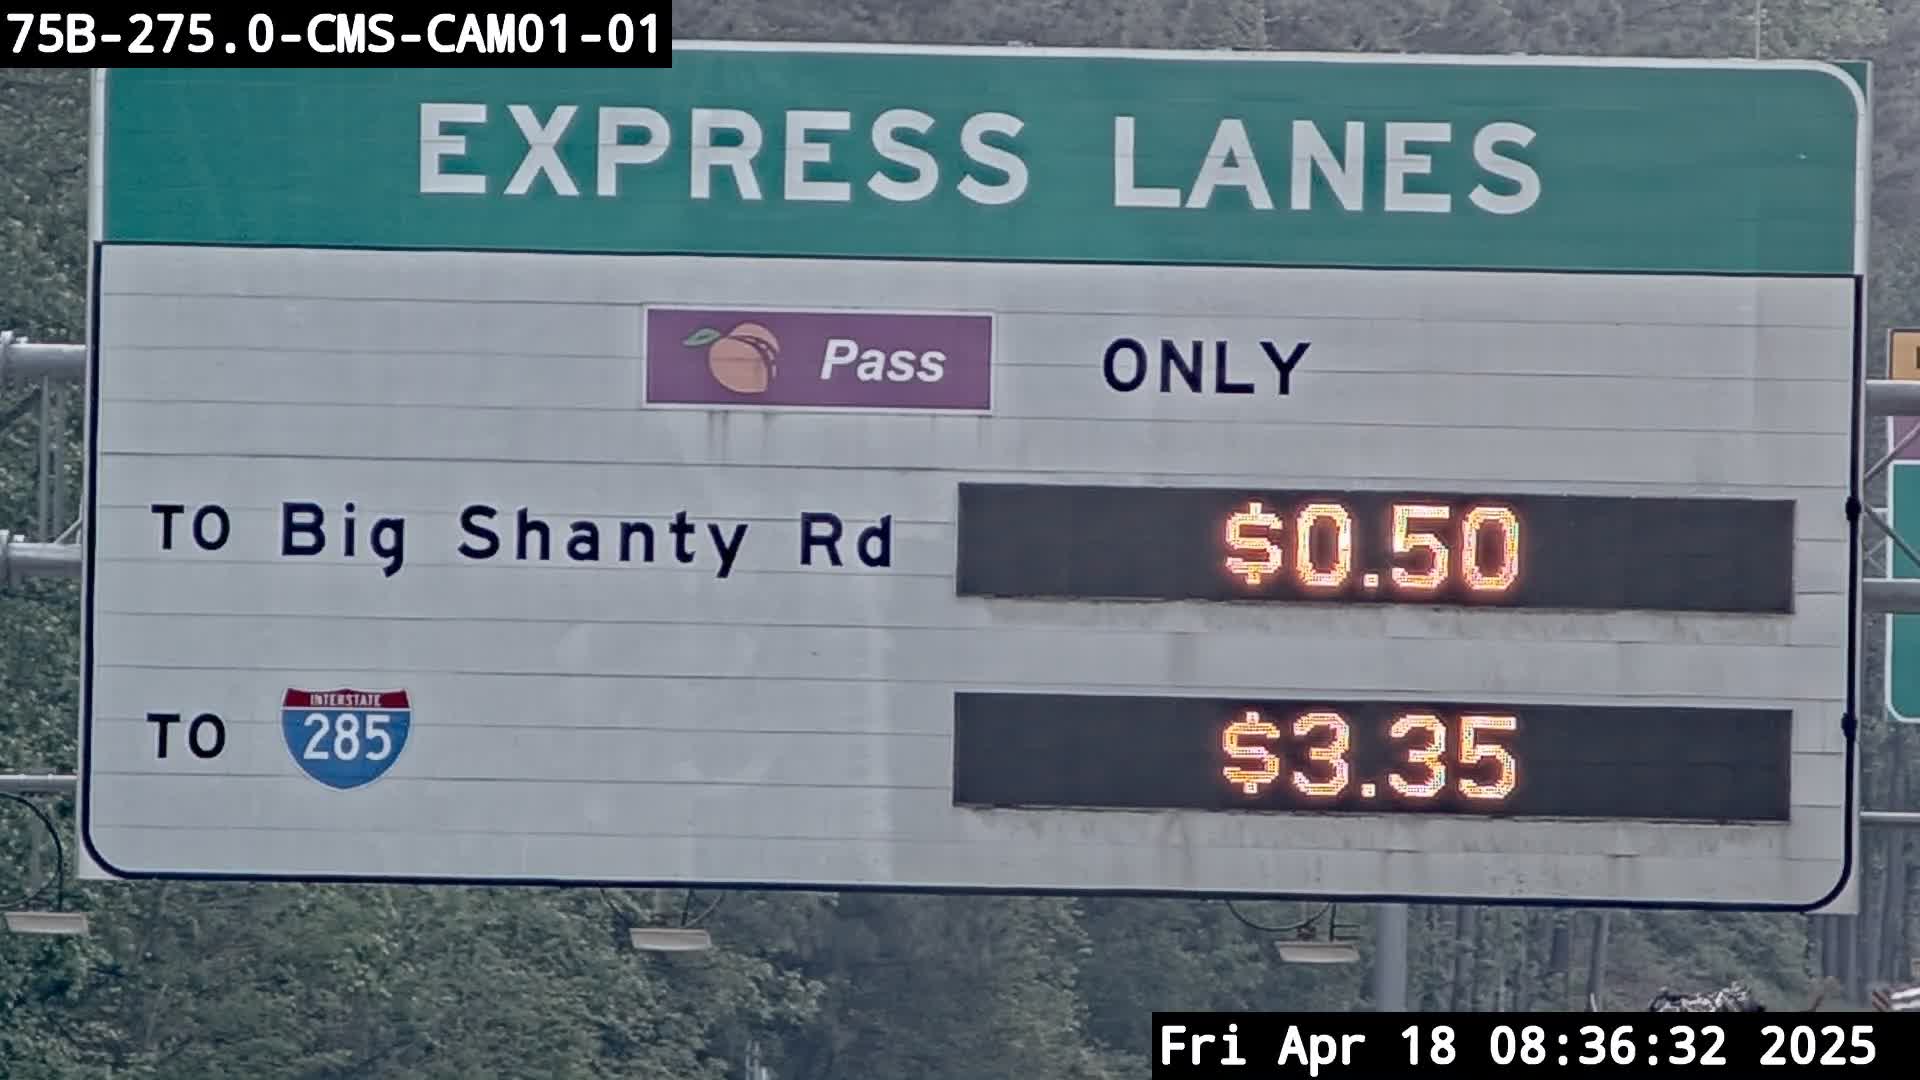 75B-275.0-CMS-CAM01-01
EXPRESS LANES
Pass ONLY
TO Big Shanty Rd $0.50
TO INTERSTATE 285 $3.35
Fri Apr 18 08:36:32 2025